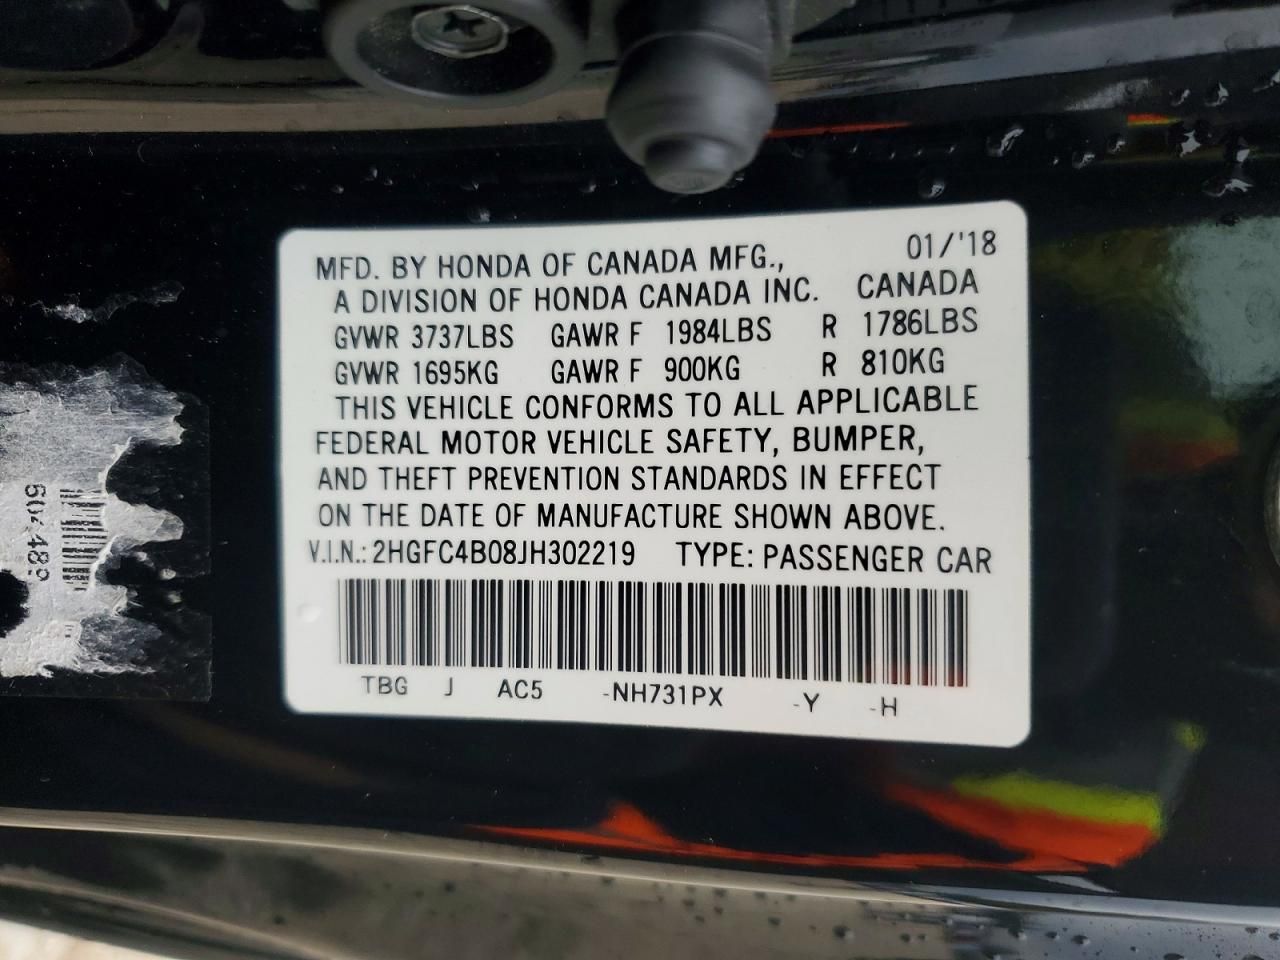 MFD. BY HONDA OF CANADA MFG., 01/'18
A DIVISION OF HONDA CANADA INC. CANADA
GVWR 3737LBS GAWR F 1984LBS R 1786LBS
GVWR 1695KG GAWR F 900KG R 810KG
THIS VEHICLE CONFORMS TO ALL APPLICABLE
FEDERAL MOTOR VEHICLE SAFETY, BUMPER,
AND THEFT PREVENTION STANDARDS IN EFFECT
ON THE DATE OF MANUFACTURE SHOWN ABOVE.
V.I.N.: 2HGFC4B08JH302219 TYPE: PASSENGER CAR
TBG J AC5 -NH731PX -Y -H